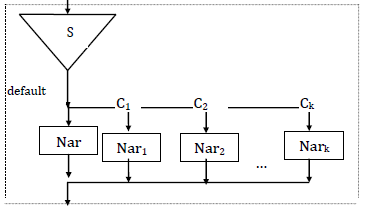 S
default
C₁ C₂ Cₖ
Nar Nar₁ Nar₂ ... Narₖ